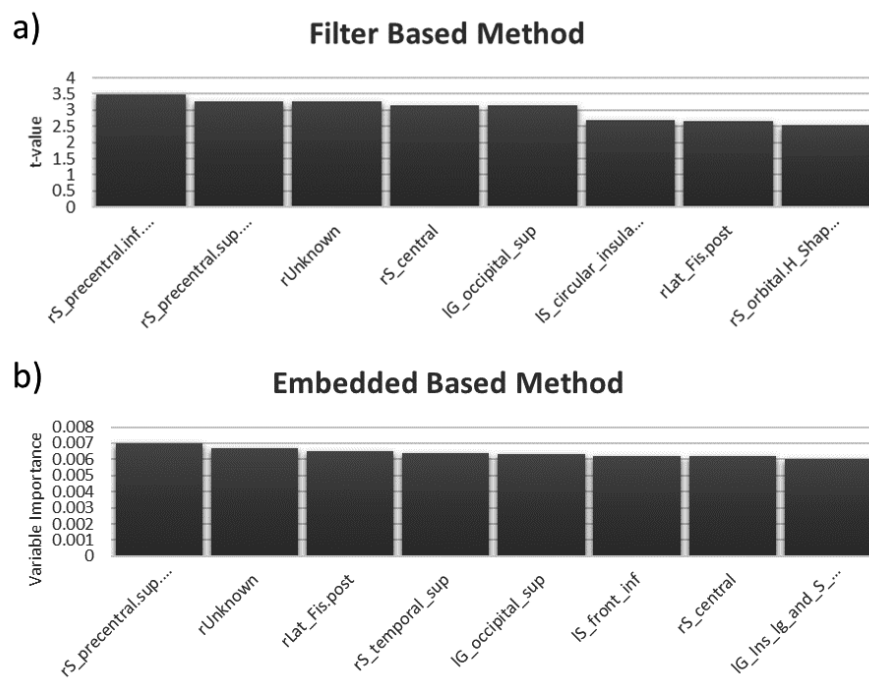 a)
Filter Based Method
4
3.5
3
2.5
2
1.5
1
0.5
0
t-value
rS_precentral.inf....
rS_precentral.sup....
rUnknown
rS_central
lG_occipital_sup
lS_circular_insula...
rLat_Fis.post
rS_orbital.H_Shap...
b)
Embedded Based Method
0.008
0.007
0.006
0.005
0.004
0.003
0.002
0.001
0
Variable Importance
rS_precentral.sup....
rUnknown
rLat_Fis.post
rS_temporal_sup
lG_occipital_sup
lS_front_inf
rS_central
lG_Ins_lg_and_S_...